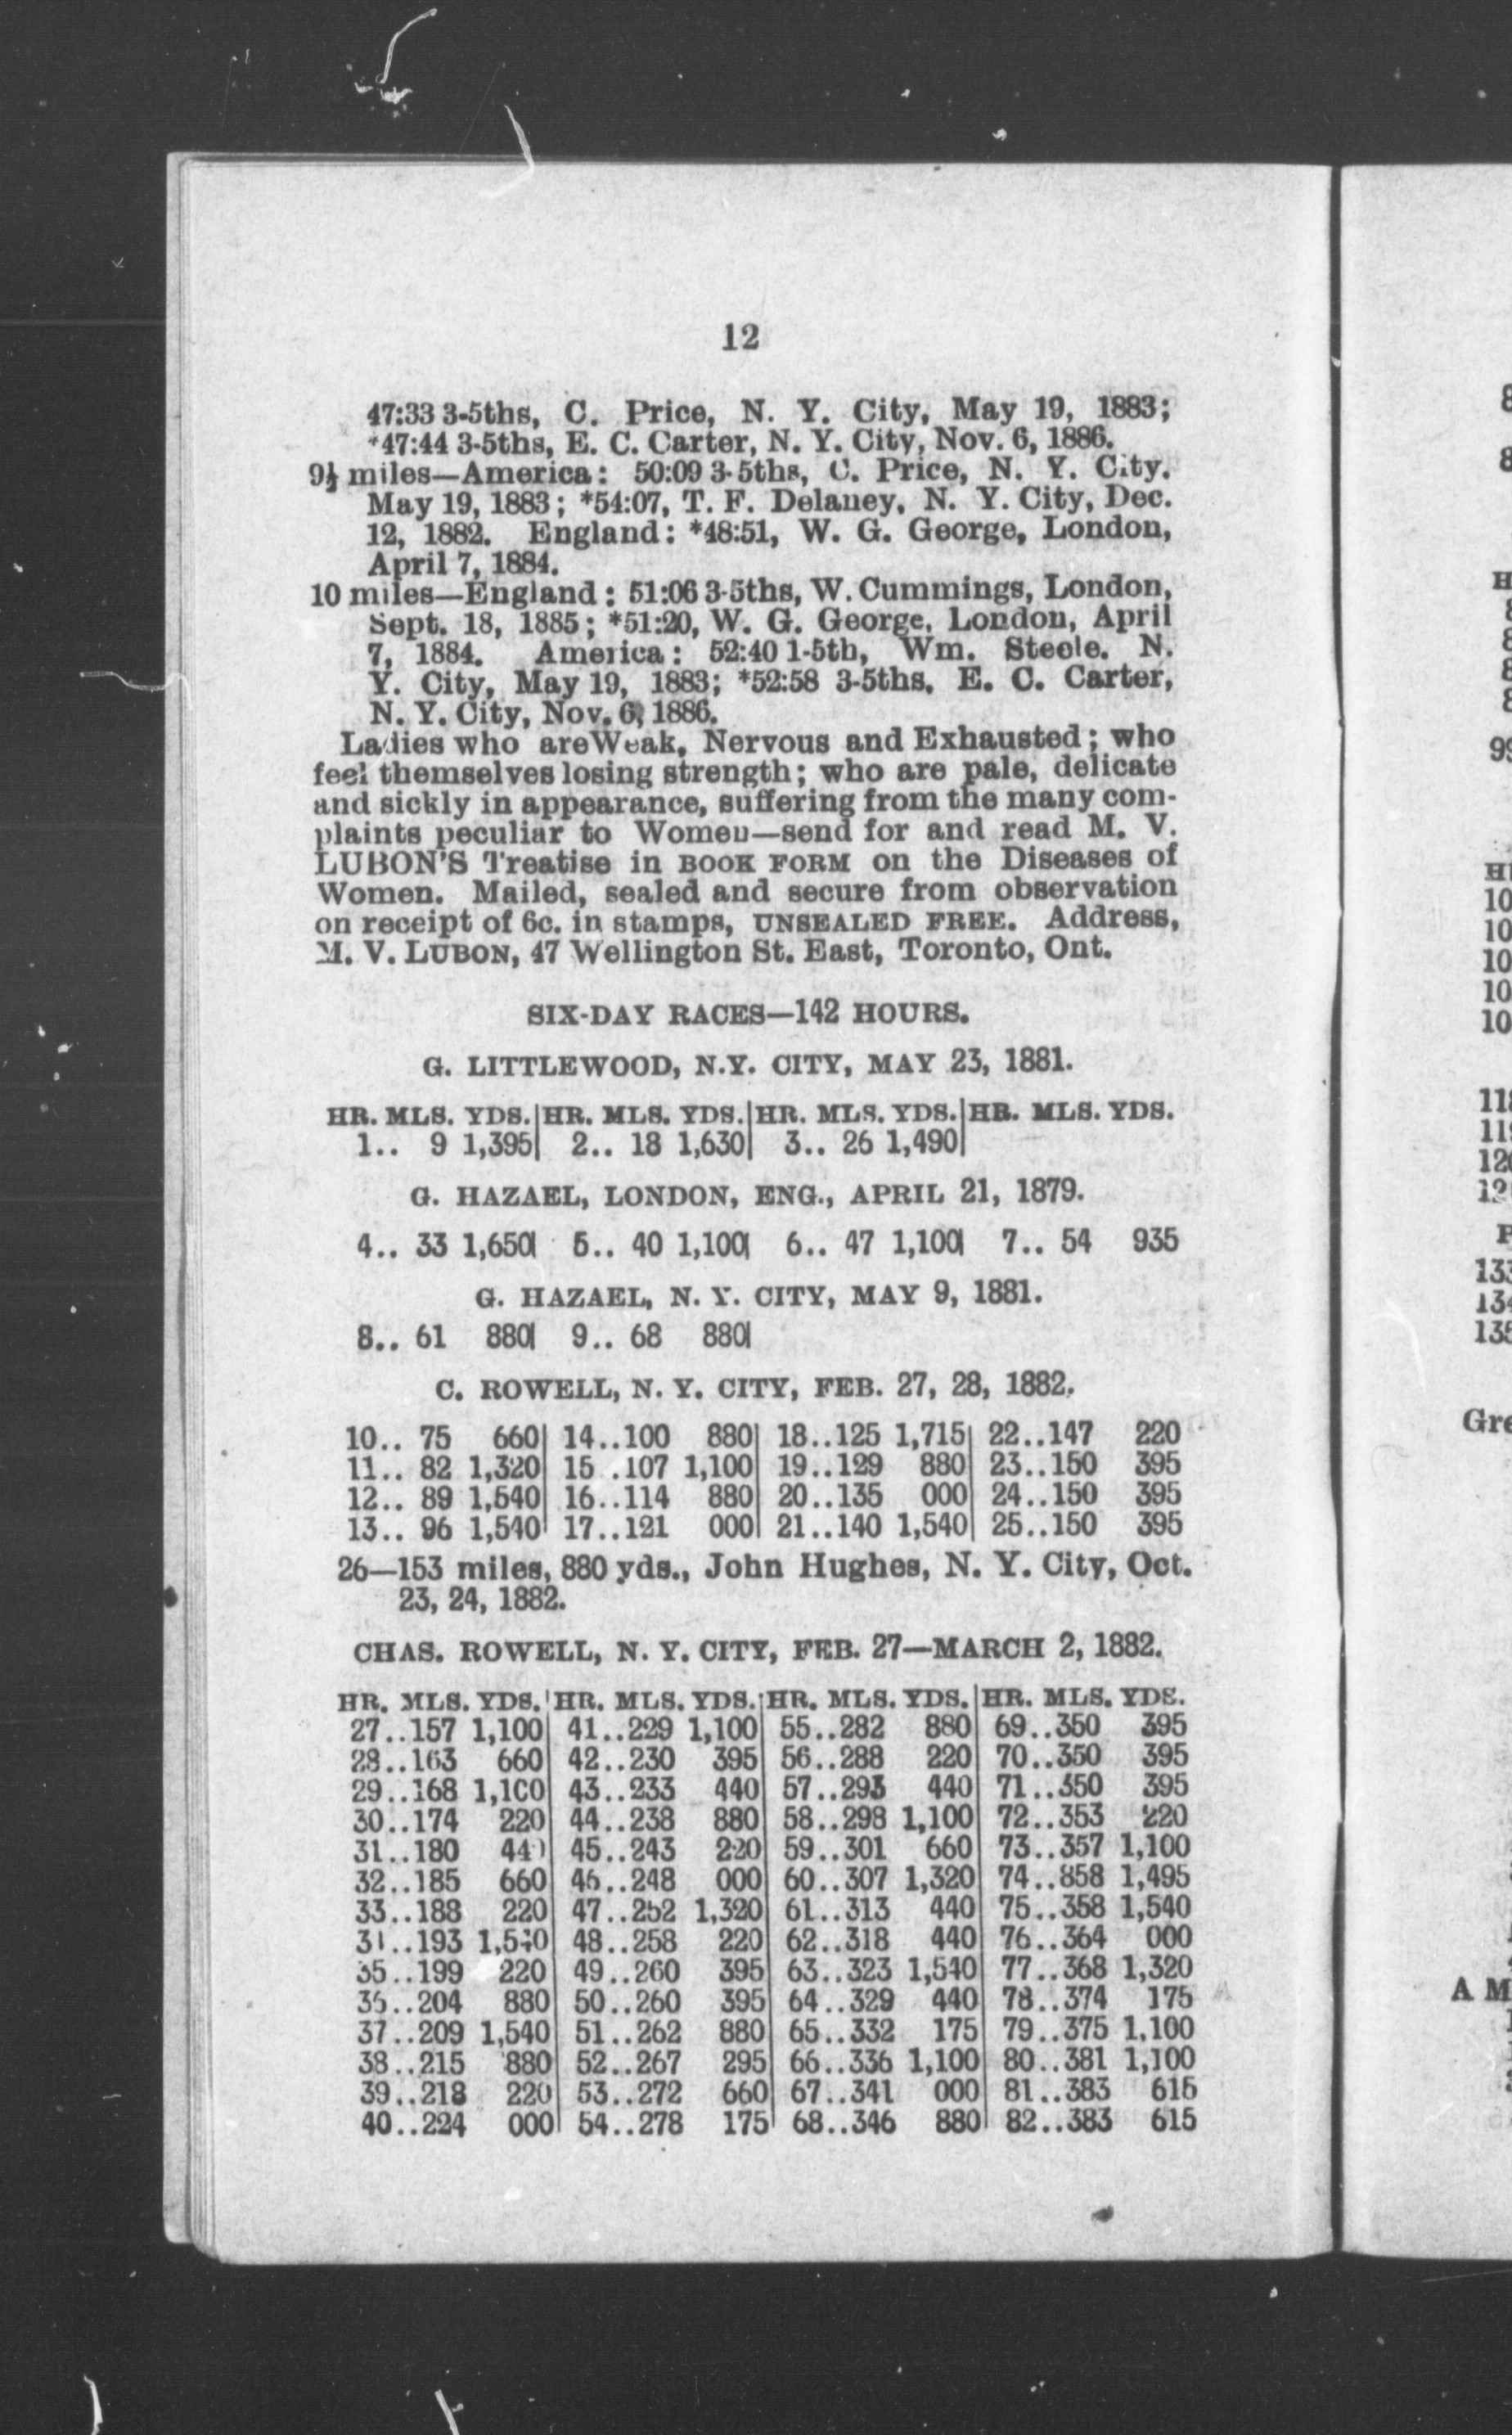 12
47:33 3-5ths, C. Price, N. Y. City, May 19, 1883;
*47:44 3-5ths, E. C. Carter, N. Y. City, Nov. 6, 1886.
9½ miles—America: 50:09 3-5ths, C. Price, N. Y. City.
May 19, 1883; *54:07, T. F. Delaney, N. Y. City, Dec.
12, 1882. England: *48:51, W. G. George, London,
April 7, 1884.
10 miles—England: 51:06 3-5ths, W. Cummings, London,
Sept. 18, 1885; *51:20, W. G. George, London, April
7, 1884. America: 52:40 1-5th, Wm. Steele. N.
Y. City, May 19, 1883; *52:58 3-5ths, E. C. Carter,
N. Y. City, Nov. 6, 1886.
Ladies who are Weak, Nervous and Exhausted; who
feel themselves losing strength; who are pale, delicate
and sickly in appearance, suffering from the many com-
plaints peculiar to Women—send for and read M. V.
LUBON'S Treatise in BOOK FORM on the Diseases of
Women. Mailed, sealed and secure from observation
on receipt of 6c. in stamps, UNSEALED FREE. Address,
M. V. LUBON, 47 Wellington St. East, Toronto, Ont.
SIX-DAY RACES—142 HOURS.
G. LITTLEWOOD, N.Y. CITY, MAY 23, 1881.
HR. MLS. YDS.|HR. MLS. YDS.|HR. MLS. YDS.|HR. MLS. YDS.
1.. 9 1,395| 2.. 18 1,630| 3.. 26 1,490|
G. HAZAEL, LONDON, ENG., APRIL 21, 1879.
4.. 33 1,650| 5.. 40 1,100| 6.. 47 1,100| 7.. 54 935
G. HAZAEL, N. Y. CITY, MAY 9, 1881.
8.. 61 880| 9.. 68 880|
C. ROWELL, N. Y. CITY, FEB. 27, 28, 1882.
10.. 75 660| 14..100 880| 18..125 1,715| 22..147 220
11.. 82 1,320| 15 .107 1,100| 19..129 880| 23..150 395
12.. 89 1,540| 16..114 880| 20..135 000| 24..150 395
13.. 96 1,540| 17..121 000| 21..140 1,540| 25..150 395
26—153 miles, 880 yds., John Hughes, N. Y. City, Oct.
23, 24, 1882.
CHAS. ROWELL, N. Y. CITY, FEB. 27—MARCH 2, 1882.
HR. MLS. YDS.|HR. MLS. YDS.|HR. MLS. YDS.|HR. MLS. YDS.
27..157 1,100| 41..229 1,100| 55..282 880| 69..350 395
28..163 660| 42..230 395| 56..288 220| 70..350 395
29..168 1,100| 43..233 440| 57..293 440| 71..350 395
30..174 220| 44..238 880| 58..298 1,100| 72..353 220
31..180 440| 45..243 220| 59..301 660| 73..357 1,100
32..185 660| 46..248 000| 60..307 1,320| 74..858 1,495
33..188 220| 47..252 1,320| 61..313 440| 75..358 1,540
34..193 1,540| 48..258 220| 62..318 440| 76..364 000
35..199 220| 49..260 395| 63..323 1,540| 77..368 1,320
36..204 880| 50..260 395| 64..329 440| 78..374 175
37..209 1,540| 51..262 880| 65..332 175| 79..375 1,100
38..215 880| 52..267 295| 66..336 1,100| 80..381 1,100
39..218 220| 53..272 660| 67..341 000| 81..383 615
40..224 000| 54..278 175| 68..346 880| 82..383 615